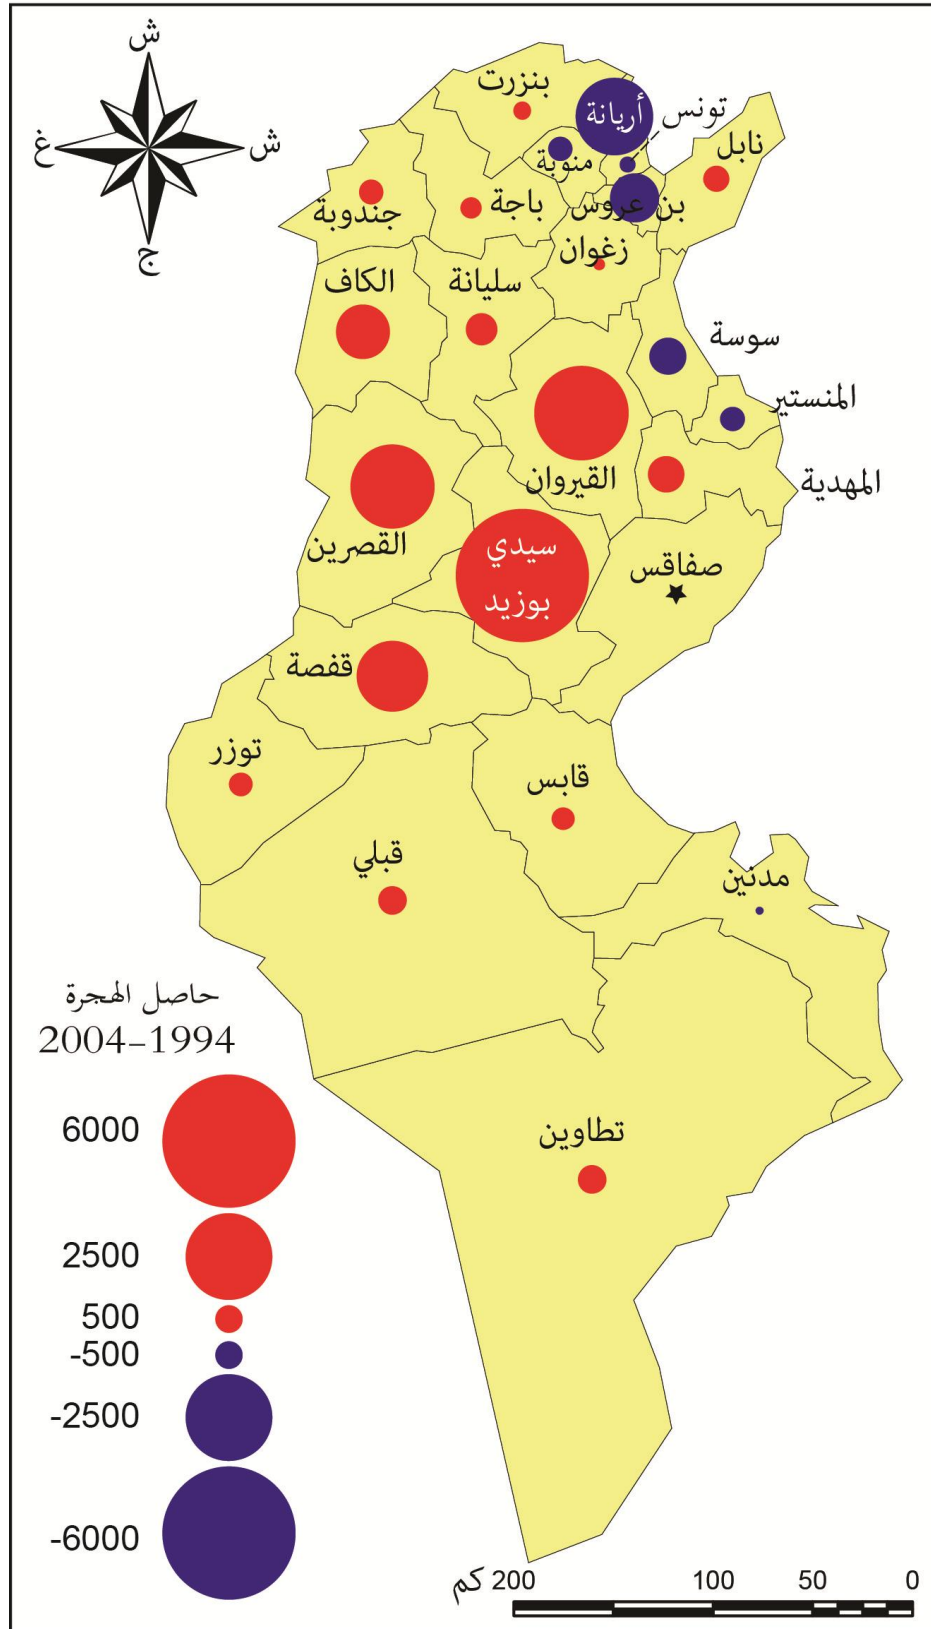 ش
غ
ش
ج
بنزرت
أريانة
تونس
نابل
منوبة
جندوبة
باجة
بن عروس
زغوان
الكاف
سليانة
سوسة
المنستير
القيروان
المهدية
القصرين
سيدي
بوزيد
صفاقس
قفصة
توزر
قابس
قبلي
مدنين
تطاوين
حاصل الهجرة
2004-1994
6000
2500
500
-500
-2500
-6000
كم 200 100 50 0